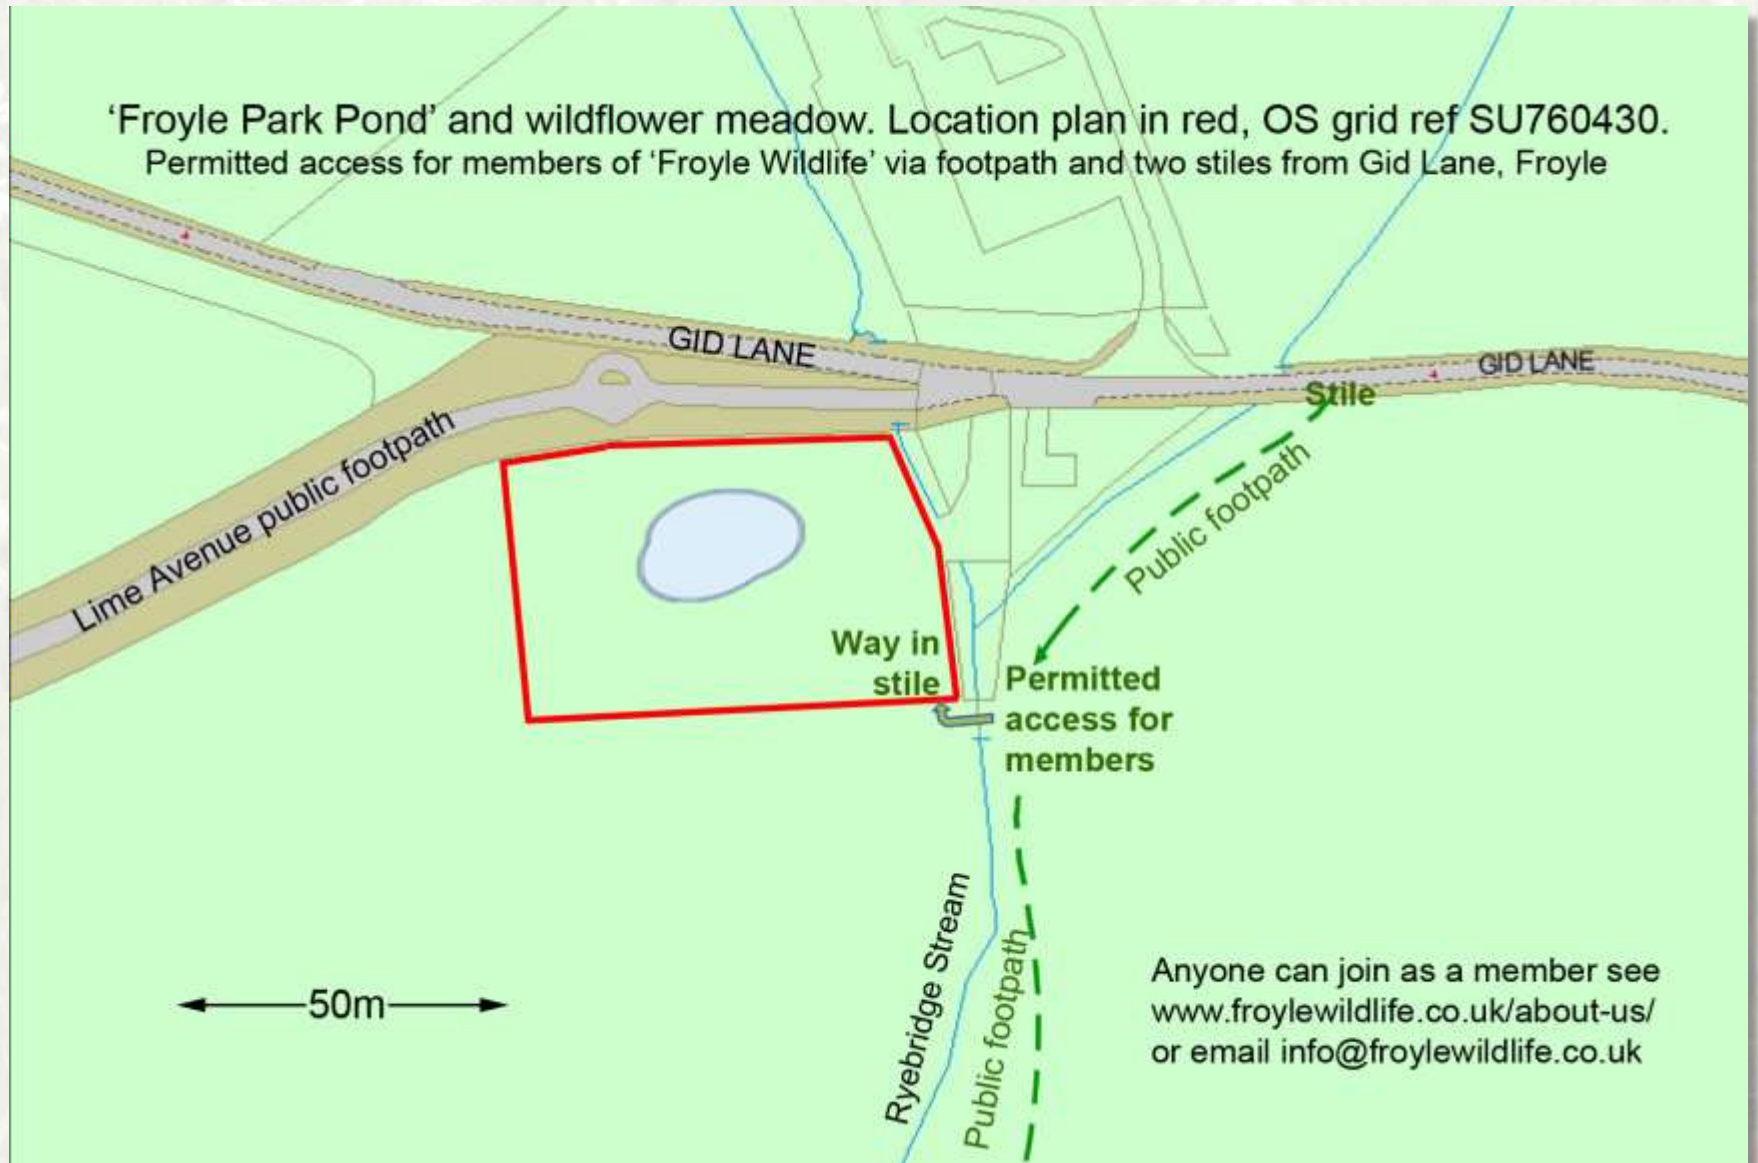 ‘Froyle Park Pond’ and wildflower meadow. Location plan in red, OS grid ref SU760430.
Permitted access for members of ‘Froyle Wildlife’ via footpath and two stiles from Gid Lane, Froyle
GID LANE
GID LANE
Stile
Lime Avenue public footpath
Public footpath
Way in
stile
Permitted
access for
members
Ryebridge Stream
Public footpath
50m
Anyone can join as a member see
www.froylewildlife.co.uk/about-us/
or email info@froylewildlife.co.uk